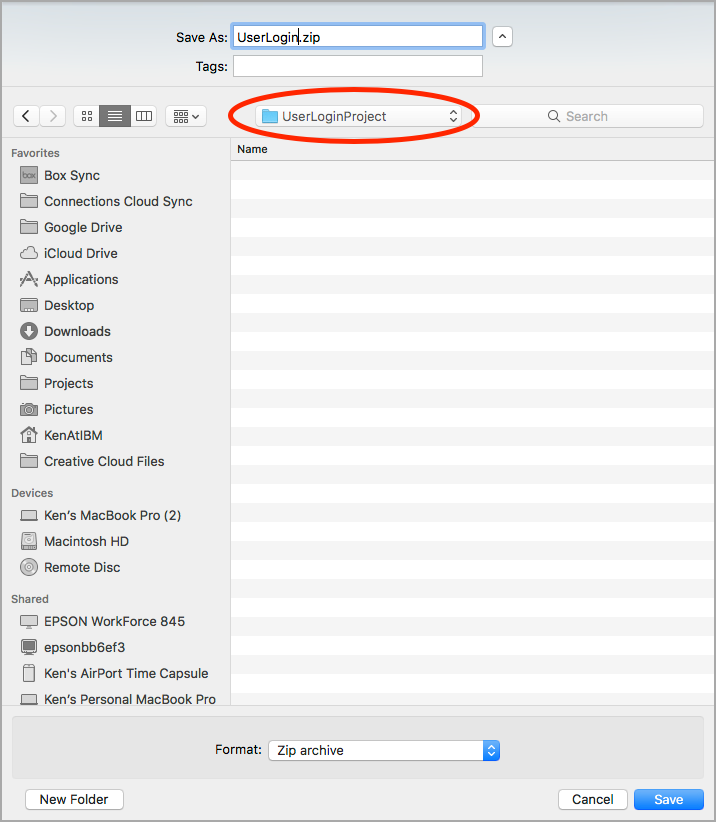 Save As: UserLogin.zip
Tags:
UserLoginProject
Search
Favorites
Name
Box Sync
Connections Cloud Sync
Google Drive
iCloud Drive
Applications
Desktop
Downloads
Documents
Projects
Pictures
KenAtIBM
Creative Cloud Files
Devices
Ken's MacBook Pro (2)
Macintosh HD
Remote Disc
Shared
EPSON WorkForce 845
epsonbb6ef3
Ken's AirPort Time Capsule
Ken's Personal MacBook Pro
Format: Zip archive
New Folder Cancel Save